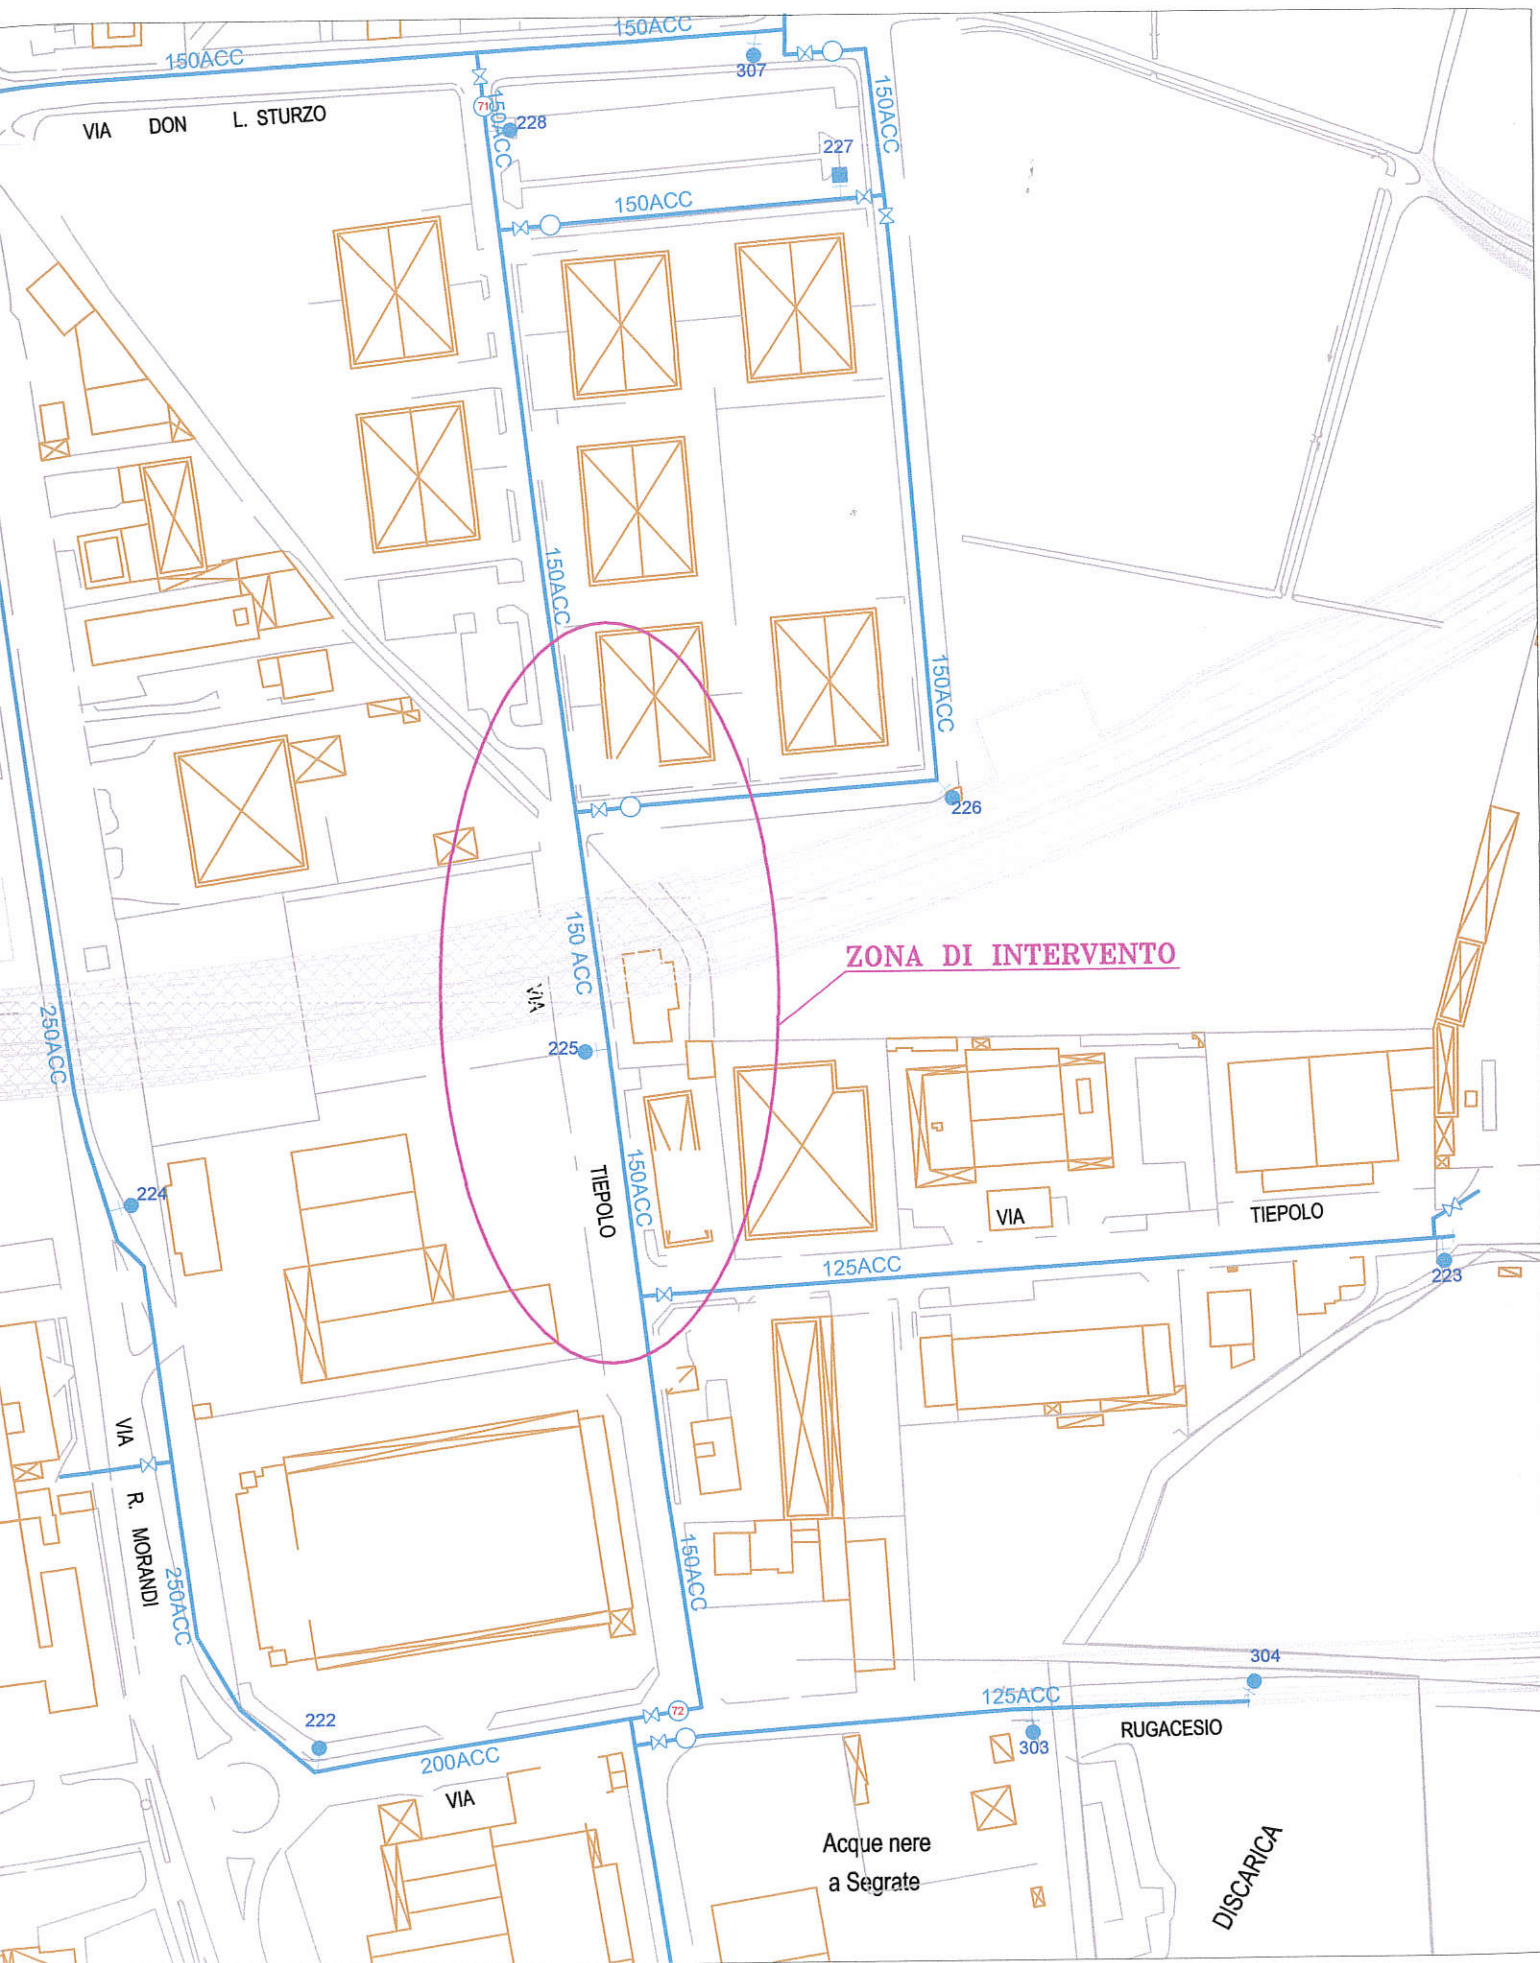 150ACC
150ACC
307
VIA DON L. STURZO
71
150ACC
228
150ACC
227
150ACC
150ACC
150ACC
226
150 ACC
ZONA DI INTERVENTO
VIA
250ACC
225
TIEPOLO
150ACC
224
VIA TIEPOLO
125ACC
223
VIA R. MORANDI
250ACC
150ACC
304
125ACC
72
222
RUGACESIO
303
200ACC
VIA
Acque nere
a Segrate
DISCARICA